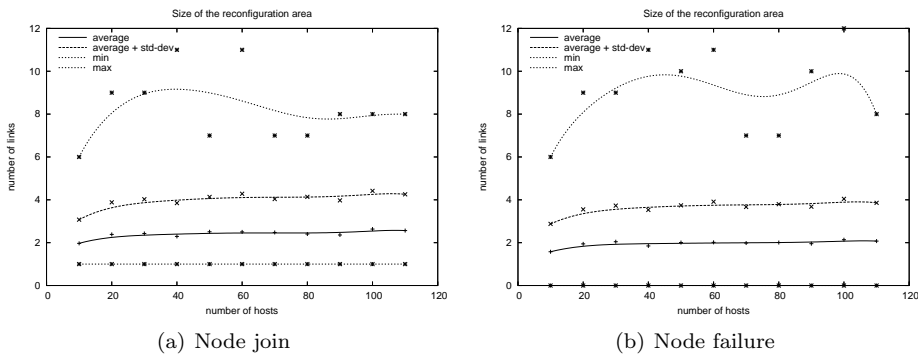 Size of the reconfiguration area
12
10
8
6
4
2
0
number of links
average
average + std-dev
min
max
0 20 40 60 80 100 120
number of hosts
(a) Node join
Size of the reconfiguration area
12
10
8
6
4
2
0
number of links
average
average + std-dev
min
max
0 20 40 60 80 100 120
number of hosts
(b) Node failure